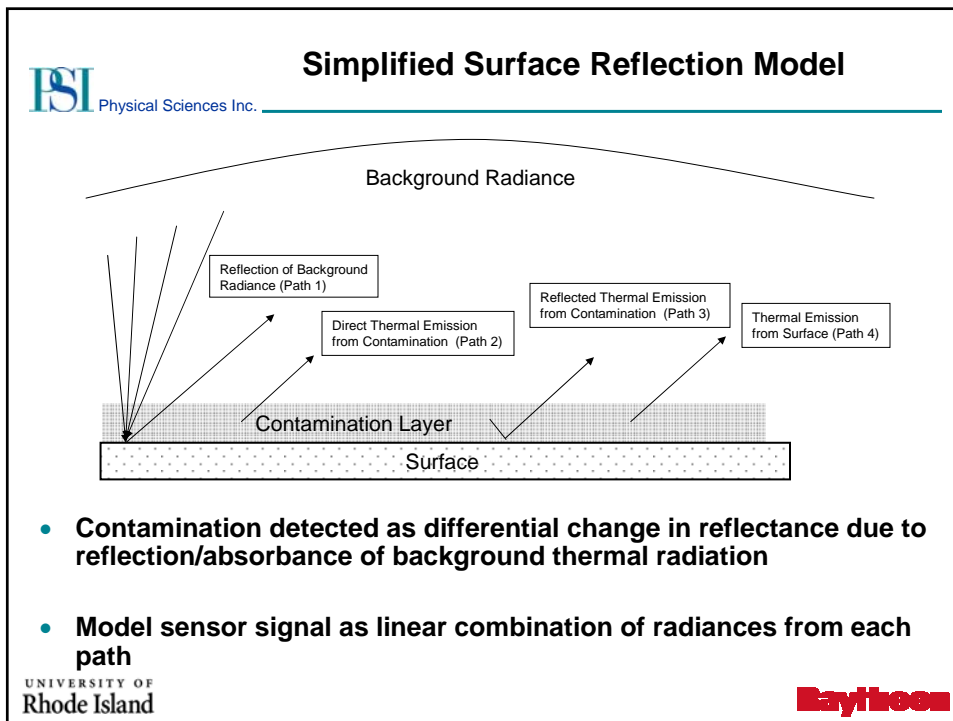 Simplified Surface Reflection Model
PSI Physical Sciences Inc.
Background Radiance
Reflection of Background
Radiance (Path 1)
Direct Thermal Emission
from Contamination (Path 2)
Reflected Thermal Emission
from Contamination (Path 3)
Thermal Emission
from Surface (Path 4)
Contamination Layer
Surface
• Contamination detected as differential change in reflectance due to
reflection/absorbance of background thermal radiation
• Model sensor signal as linear combination of radiances from each
path
UNIVERSITY OF
Rhode Island
Raytheon